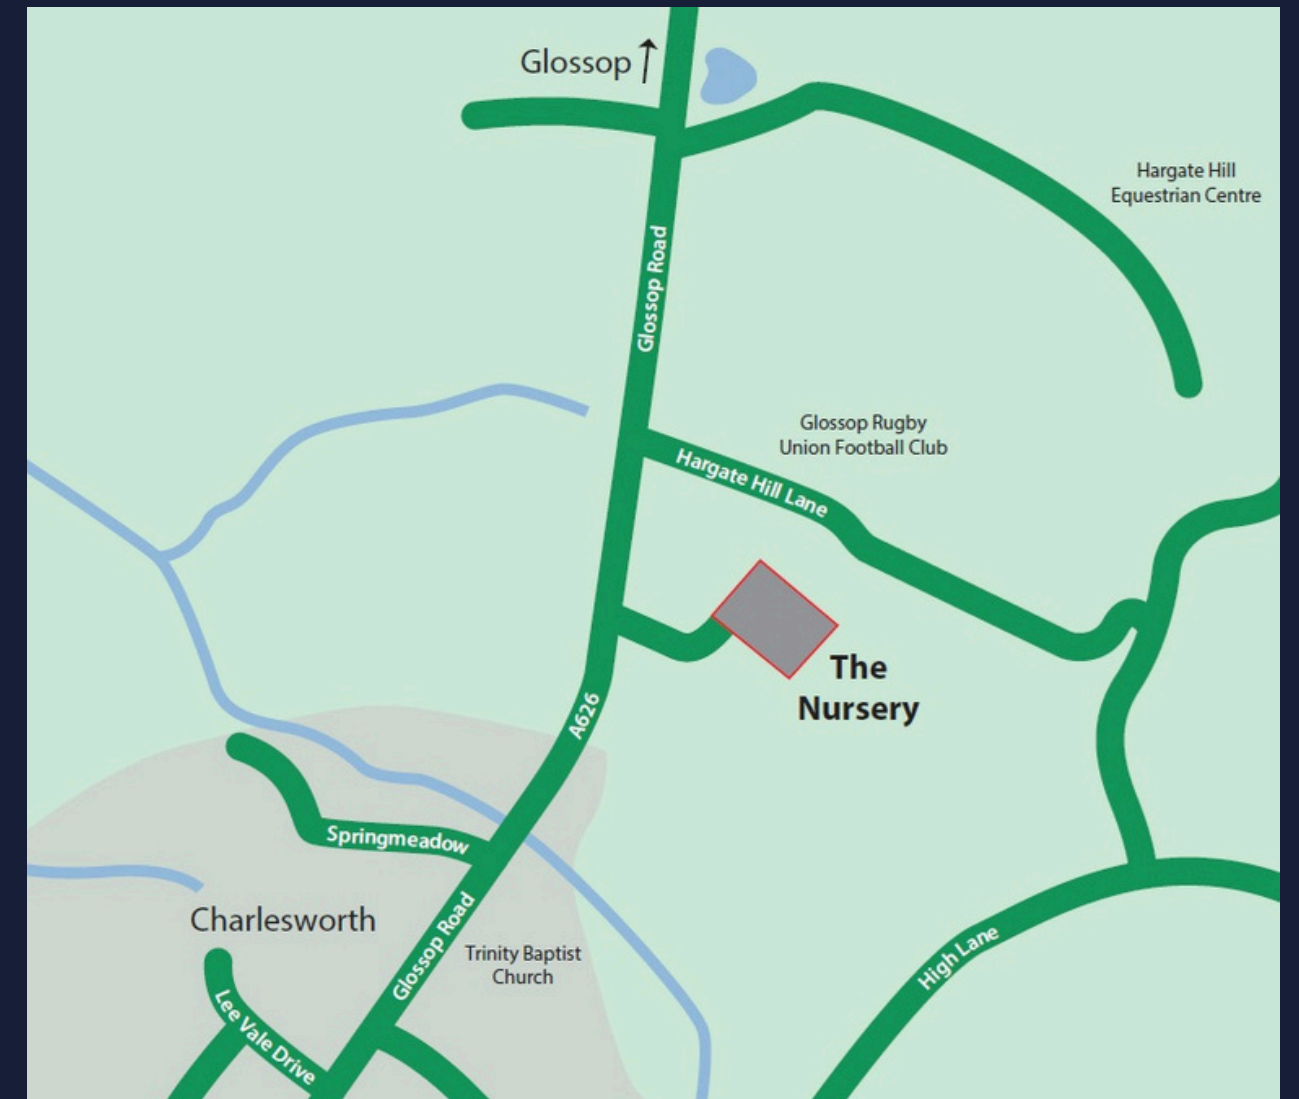 Glossop
Hargate Hill
Equestrian Centre
Glossop Road
Glossop Rugby
Union Football Club
Hargate Hill Lane
The
Nursery
A626
Springmeadow
Charlesworth
Glossop Road
Trinity Baptist
Church
High Lane
Lee Vale Drive